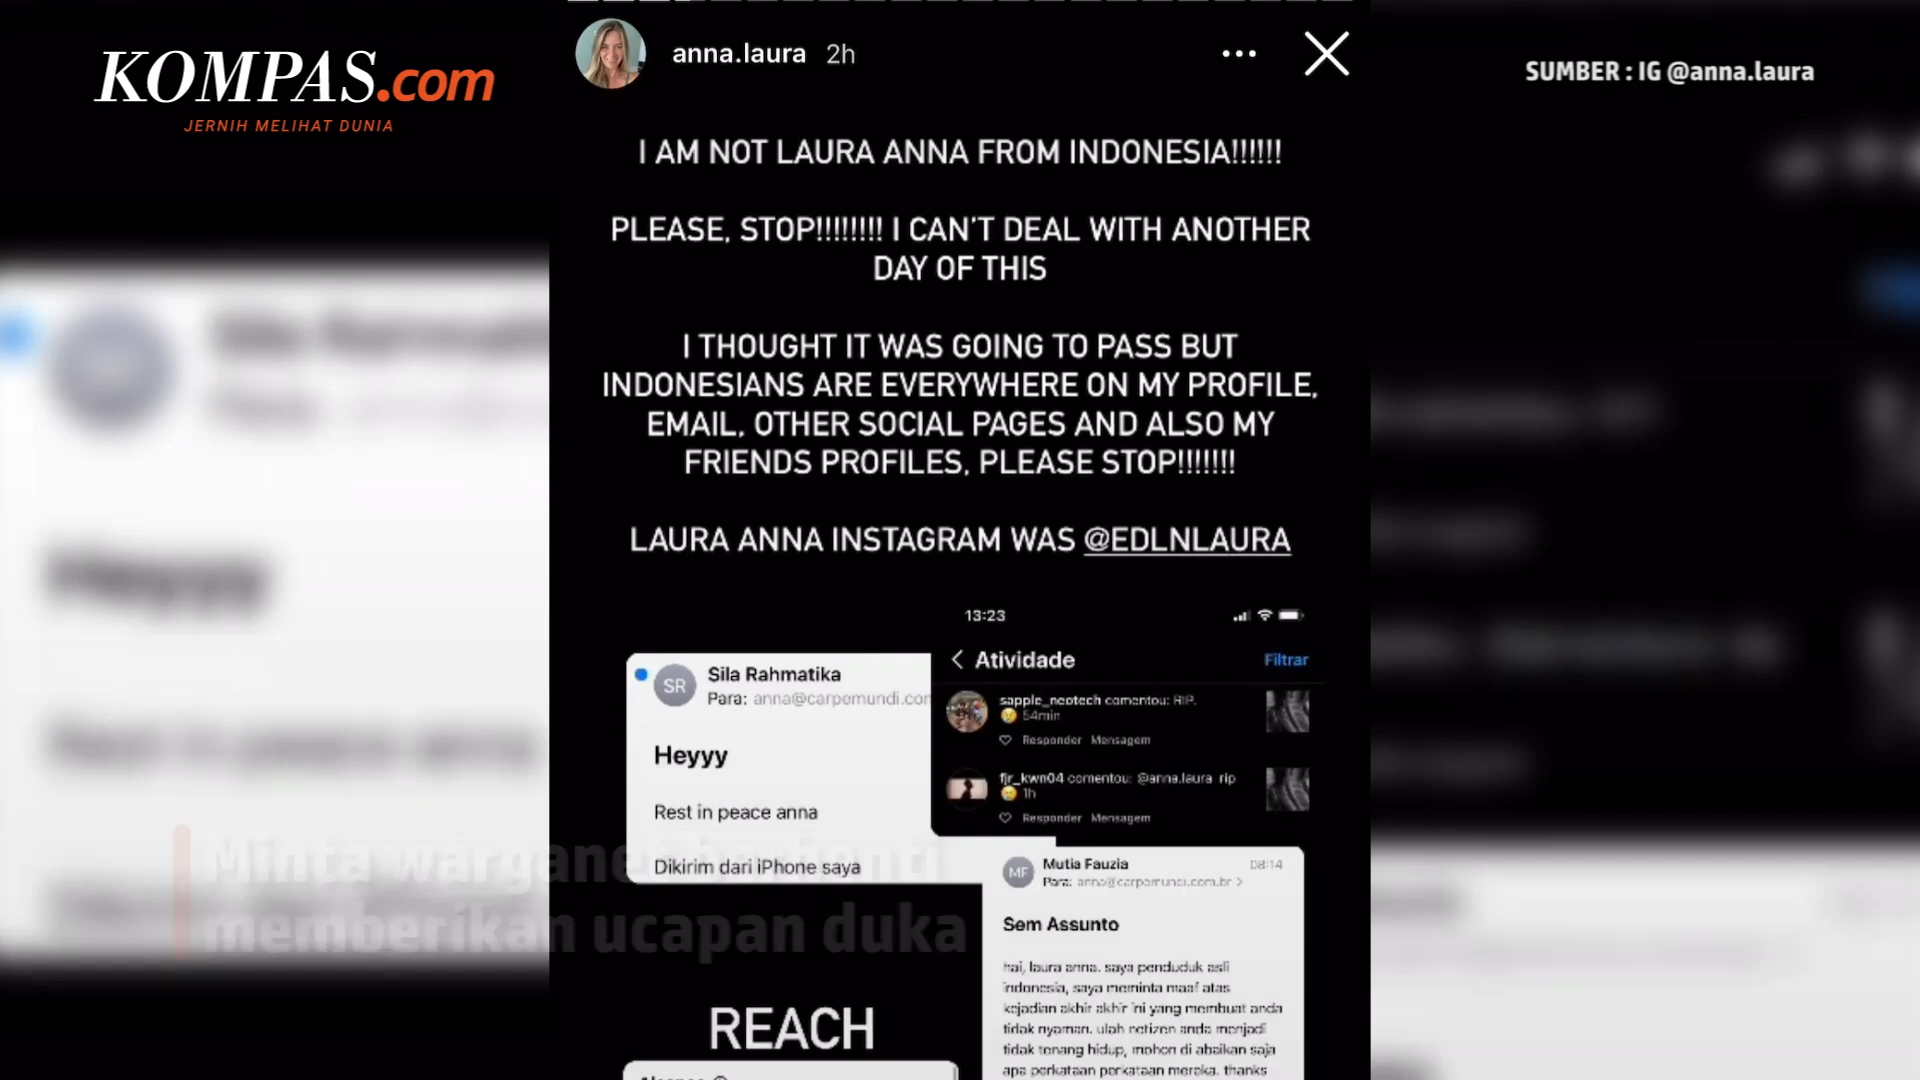 KOMPAS.com
JERNIH MELIHAT DUNIA
SUMBER : IG @anna.laura
anna.laura 2h
I AM NOT LAURA ANNA FROM INDONESIA!!!!!!
PLEASE, STOP!!!!!!!! I CAN'T DEAL WITH ANOTHER
DAY OF THIS
I THOUGHT IT WAS GOING TO PASS BUT
INDONESIANS ARE EVERYWHERE ON MY PROFILE,
EMAIL, OTHER SOCIAL PAGES AND ALSO MY
FRIENDS PROFILES, PLEASE STOP!!!!!!!
LAURA ANNA INSTAGRAM WAS @EDLNLAURA
13:23
Atividade
Filtrar
sapple_neotech comentou: RIP.
😢 54min
Responder Mensagem
fjr_kwn04 comentou: @anna.laura rip
😢 1h
Responder Mensagem
SR
Sila Rahmatika
Para: anna@carpemundi.com
Heyyy
Rest in peace anna
Dikirim dari iPhone saya
Minta warganet berhenti
memberikan ucapan duka
MF
Mutia Fauzia
08:14
Para: anna@carpemundi.com.br >
Sem Assunto
hai, laura anna. saya penduduk asli
indonesia, saya meminta maaf atas
kejadian akhir akhir ini yang membuat anda
tidak nyaman. ulah netizen anda menjadi
tidak tenang hidup, mohon di abaikan saja
apa perkataan perkataan mereka. thanks
REACH